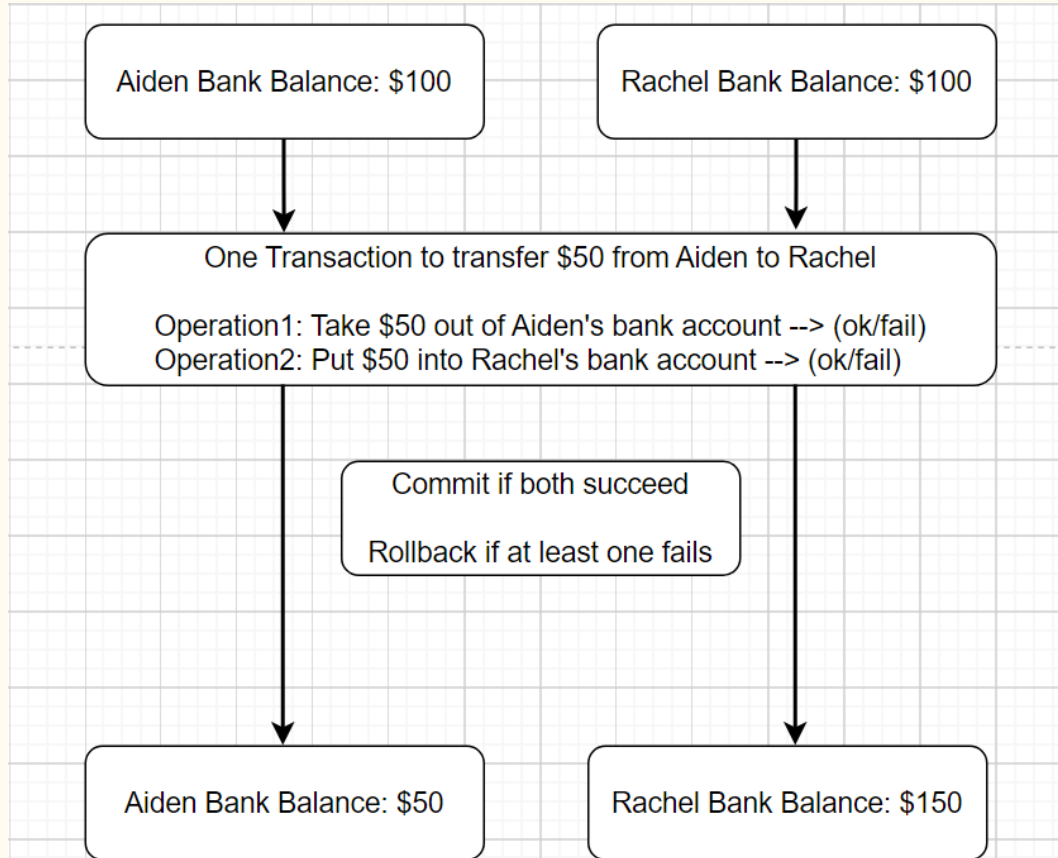 Aiden Bank Balance: $100
Rachel Bank Balance: $100
One Transaction to transfer $50 from Aiden to Rachel
Operation1: Take $50 out of Aiden's bank account --> (ok/fail)
Operation2: Put $50 into Rachel's bank account --> (ok/fail)
Commit if both succeed
Rollback if at least one fails
Aiden Bank Balance: $50
Rachel Bank Balance: $150